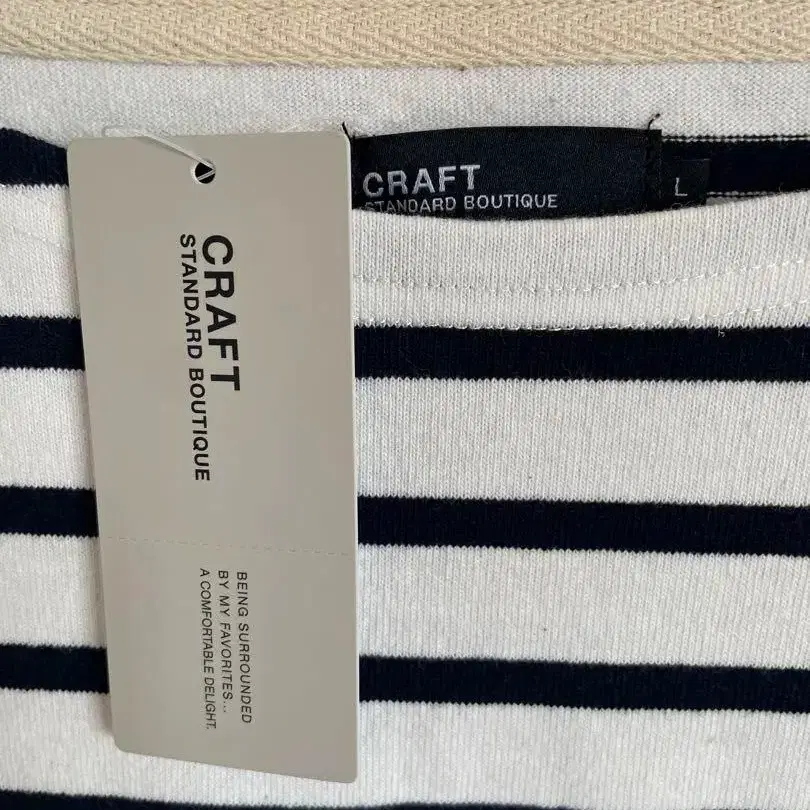 CRAFT
STANDARD BOUTIQUE
L
CRAFT
STANDARD BOUTIQUE
BEING SURROUNDED
BY MY FAVORITES...
A COMFORTABLE DELIGHT.